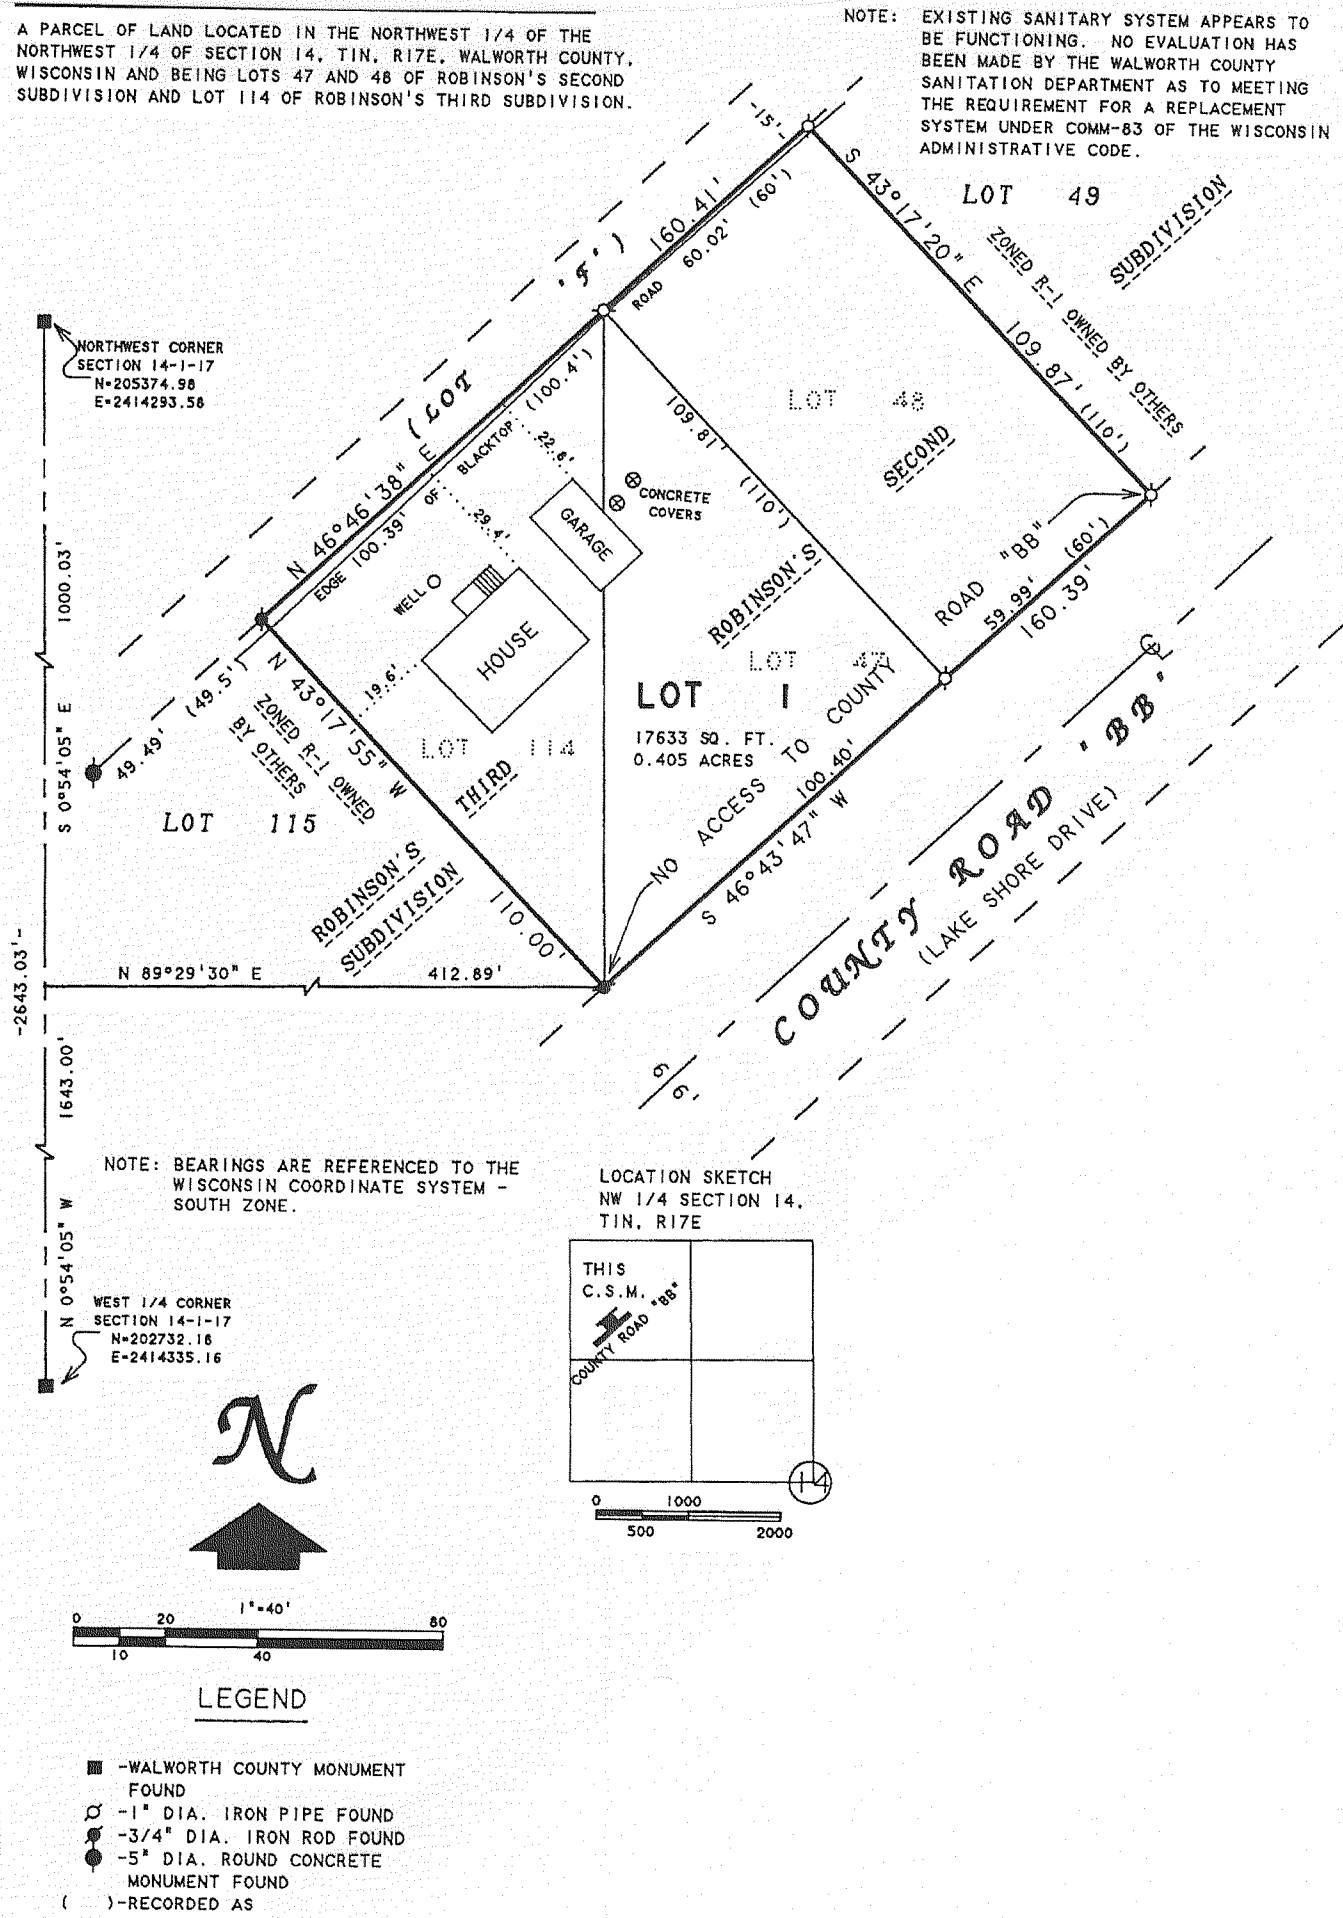 A PARCEL OF LAND LOCATED IN THE NORTHWEST 1/4 OF THE
NORTHWEST 1/4 OF SECTION 14, T1N, R17E, WALWORTH COUNTY,
WISCONSIN AND BEING LOTS 47 AND 48 OF ROBINSON'S SECOND
SUBDIVISION AND LOT 114 OF ROBINSON'S THIRD SUBDIVISION.
NOTE: EXISTING SANITARY SYSTEM APPEARS TO
BE FUNCTIONING. NO EVALUATION HAS
BEEN MADE BY THE WALWORTH COUNTY
SANITATION DEPARTMENT AS TO MEETING
THE REQUIREMENT FOR A REPLACEMENT
SYSTEM UNDER COMM-83 OF THE WISCONSIN
ADMINISTRATIVE CODE.
-15'-
LOT 49
SUBDIVISION
S 43°17'20" E 109.87' (110')
ZONED R-1 OWNED BY OTHERS
(LOT 'F')
N 46°46'38" E 160.41'
60.02' (60')
100.39' (100.4')
EDGE OF BLACKTOP ROAD
NORTHWEST CORNER
SECTION 14-1-17
N=205374.98
E=2414293.58
LOT 48
SECOND
109.81' (110')
22.6'
29.4'
CONCRETE
COVERS
GARAGE
WELL
HOUSE
19.6'
ROBINSON'S
LOT 47
LOT 1
17633 SQ. FT.
0.405 ACRES
NO ACCESS TO COUNTY ROAD "BB"
59.99' (60')
160.39'
100.40'
S 46°43'47" W
1000.03'
S 0°54'05" E
49.49' (49.5')
N 43°17'55" W
110.00'
ZONED R-1 OWNED
BY OTHERS
LOT 114
THIRD
LOT 115
ROBINSON'S
SUBDIVISION
COUNTY ROAD 'BB'
(LAKE SHORE DRIVE)
66'
N 89°29'30" E 412.89'
-2643.03'-
1643.00'
N 0°54'05" W
NOTE: BEARINGS ARE REFERENCED TO THE
WISCONSIN COORDINATE SYSTEM -
SOUTH ZONE.
WEST 1/4 CORNER
SECTION 14-1-17
N=202732.18
E=2414335.16
LOCATION SKETCH
NW 1/4 SECTION 14,
T1N, R17E
THIS
C.S.M.
COUNTY ROAD "BB"
14
0 1000
500 2000
N
1"=40'
0 20 80
10 40
LEGEND
-WALWORTH COUNTY MONUMENT
FOUND
-1" DIA. IRON PIPE FOUND
-3/4" DIA. IRON ROD FOUND
-5" DIA. ROUND CONCRETE
MONUMENT FOUND
( )-RECORDED AS